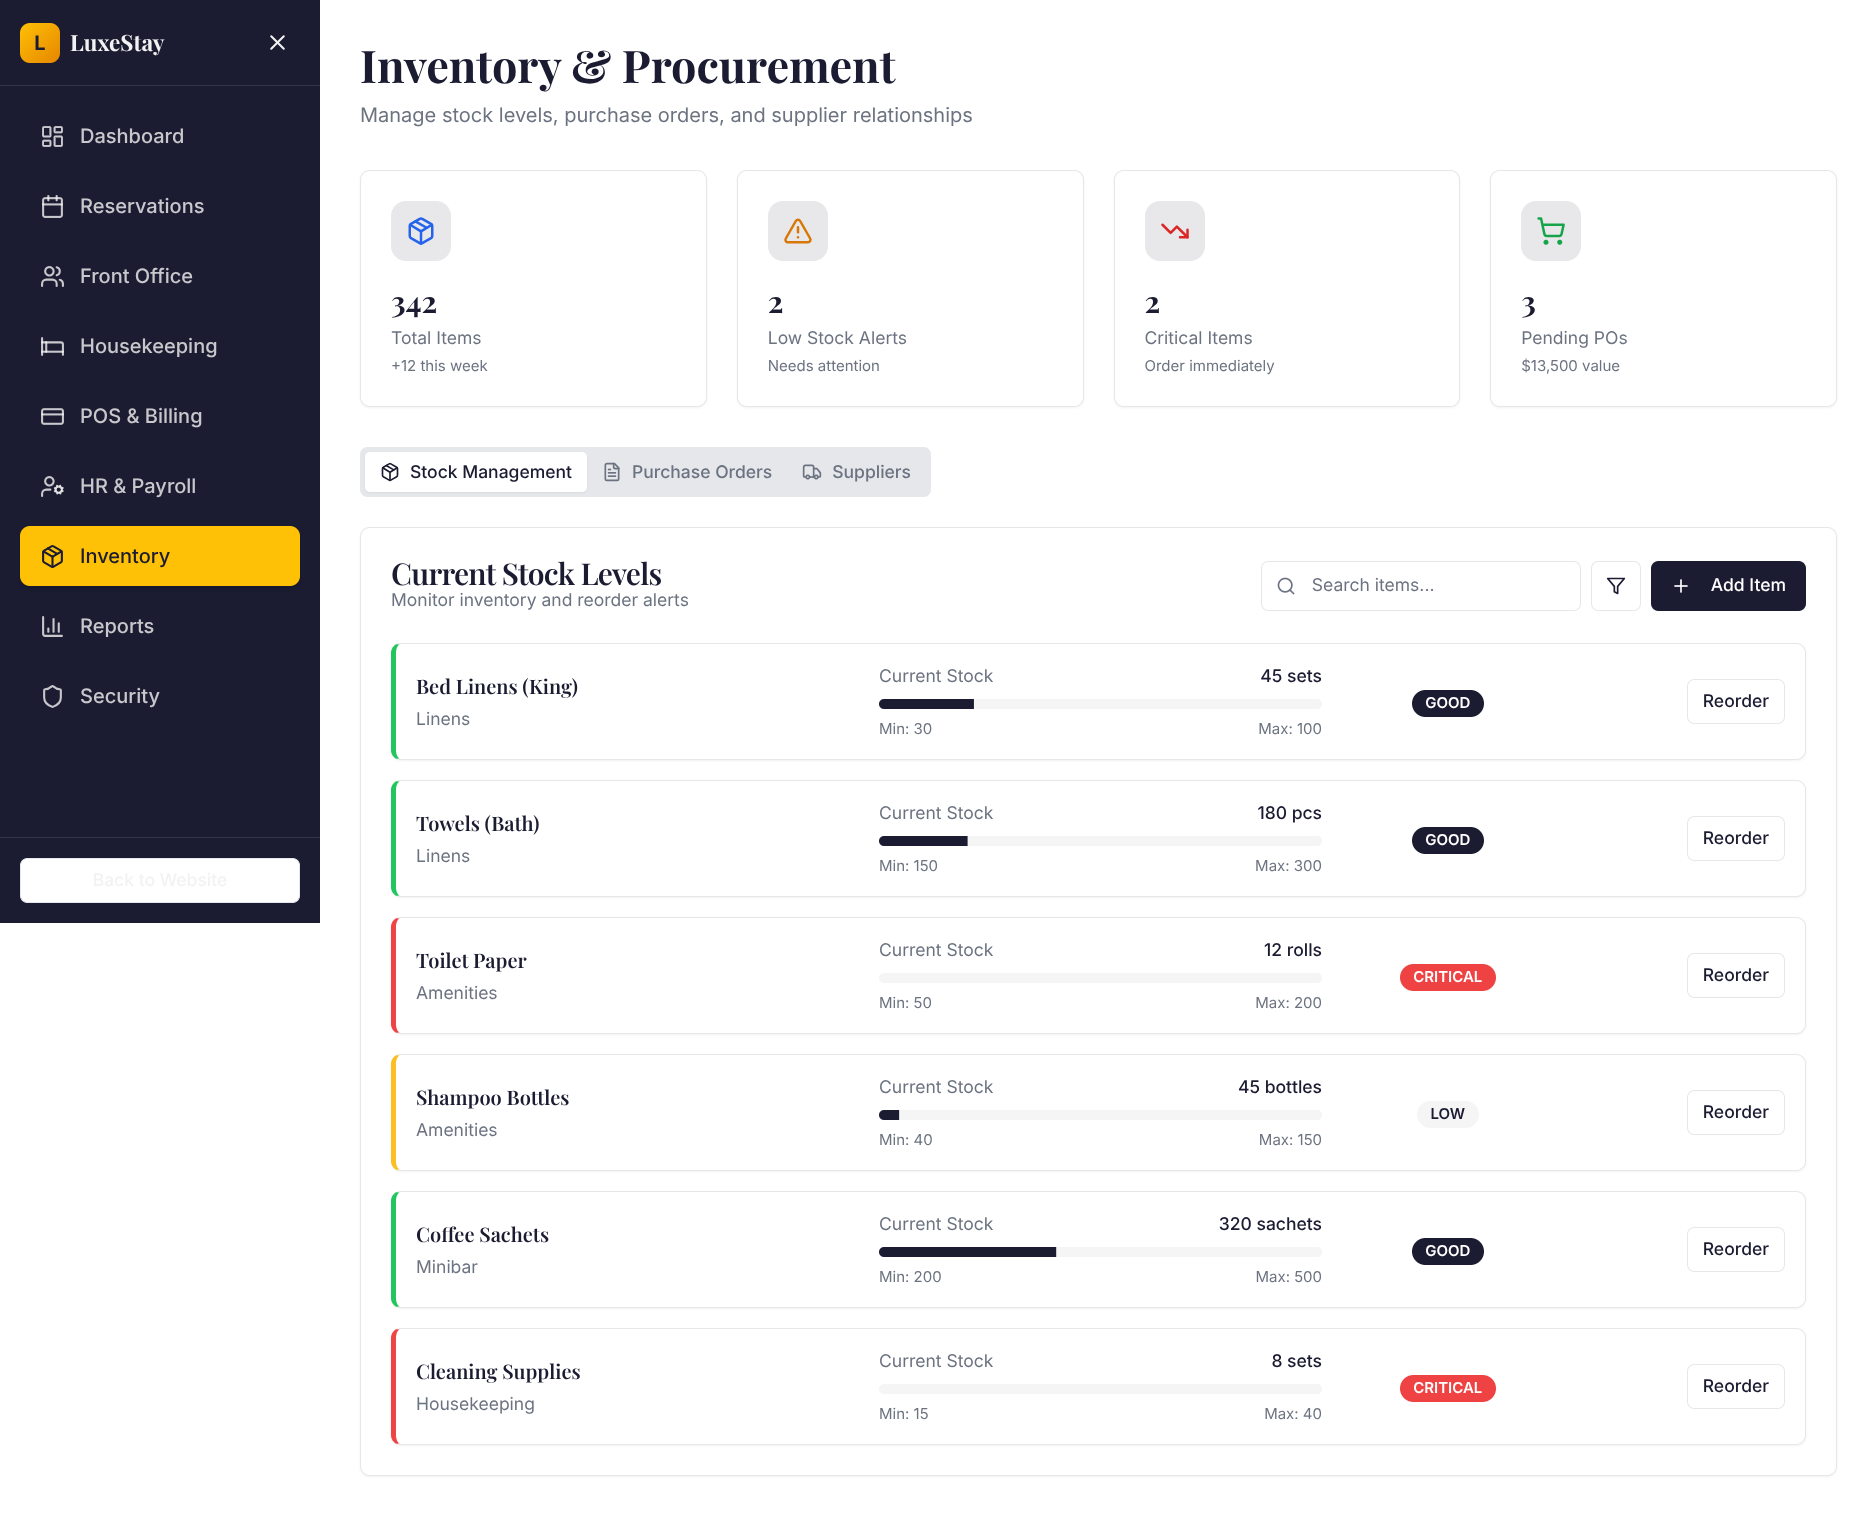 L LuxeStay
Dashboard
Reservations
Front Office
Housekeeping
POS & Billing
HR & Payroll
Inventory
Reports
Security
Back to Website
Inventory & Procurement
Manage stock levels, purchase orders, and supplier relationships
342
Total Items
+12 this week
2
Low Stock Alerts
Needs attention
2
Critical Items
Order immediately
3
Pending POs
$13,500 value
Stock Management Purchase Orders Suppliers
Current Stock Levels
Monitor inventory and reorder alerts
Search items...
Add Item
Bed Linens (King)
Linens
Current Stock 45 sets
Min: 30 Max: 100
GOOD
Reorder
Towels (Bath)
Linens
Current Stock 180 pcs
Min: 150 Max: 300
GOOD
Reorder
Toilet Paper
Amenities
Current Stock 12 rolls
Min: 50 Max: 200
CRITICAL
Reorder
Shampoo Bottles
Amenities
Current Stock 45 bottles
Min: 40 Max: 150
LOW
Reorder
Coffee Sachets
Minibar
Current Stock 320 sachets
Min: 200 Max: 500
GOOD
Reorder
Cleaning Supplies
Housekeeping
Current Stock 8 sets
Min: 15 Max: 40
CRITICAL
Reorder